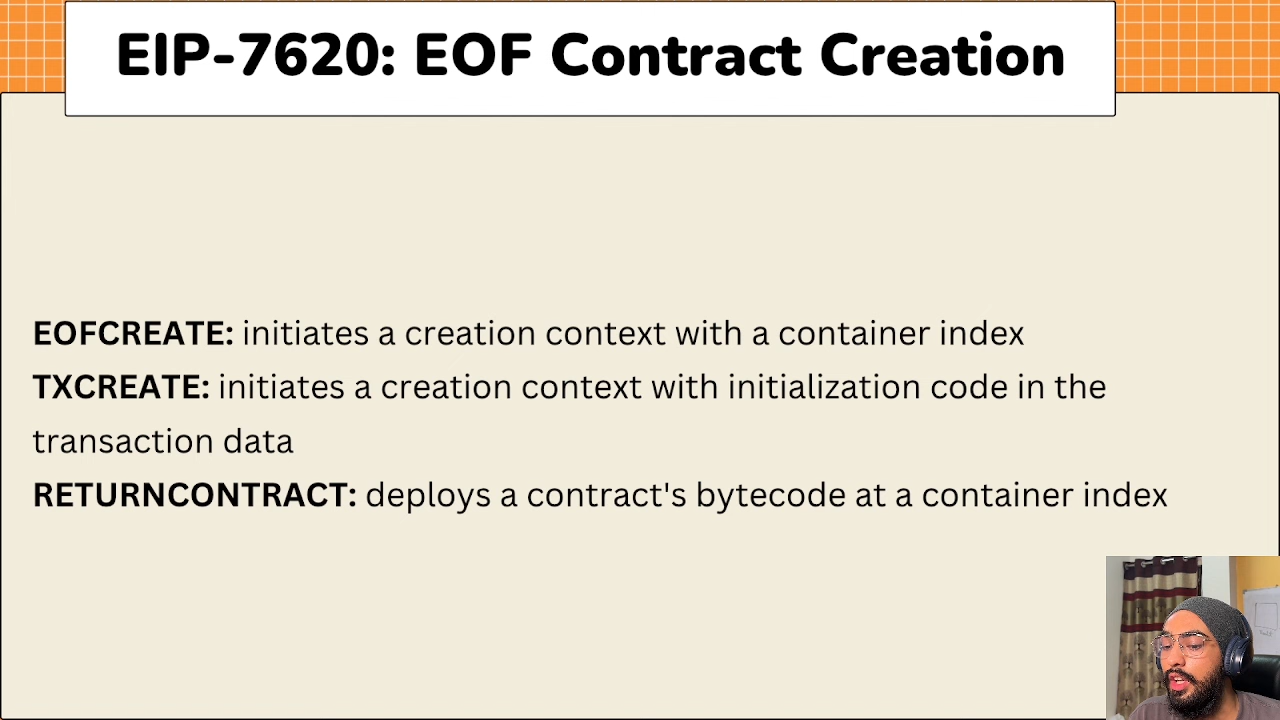 EIP-7620: EOF Contract Creation
EOFCREATE: initiates a creation context with a container index
TXCREATE: initiates a creation context with initialization code in the
transaction data
RETURNCONTRACT: deploys a contract's bytecode at a container index